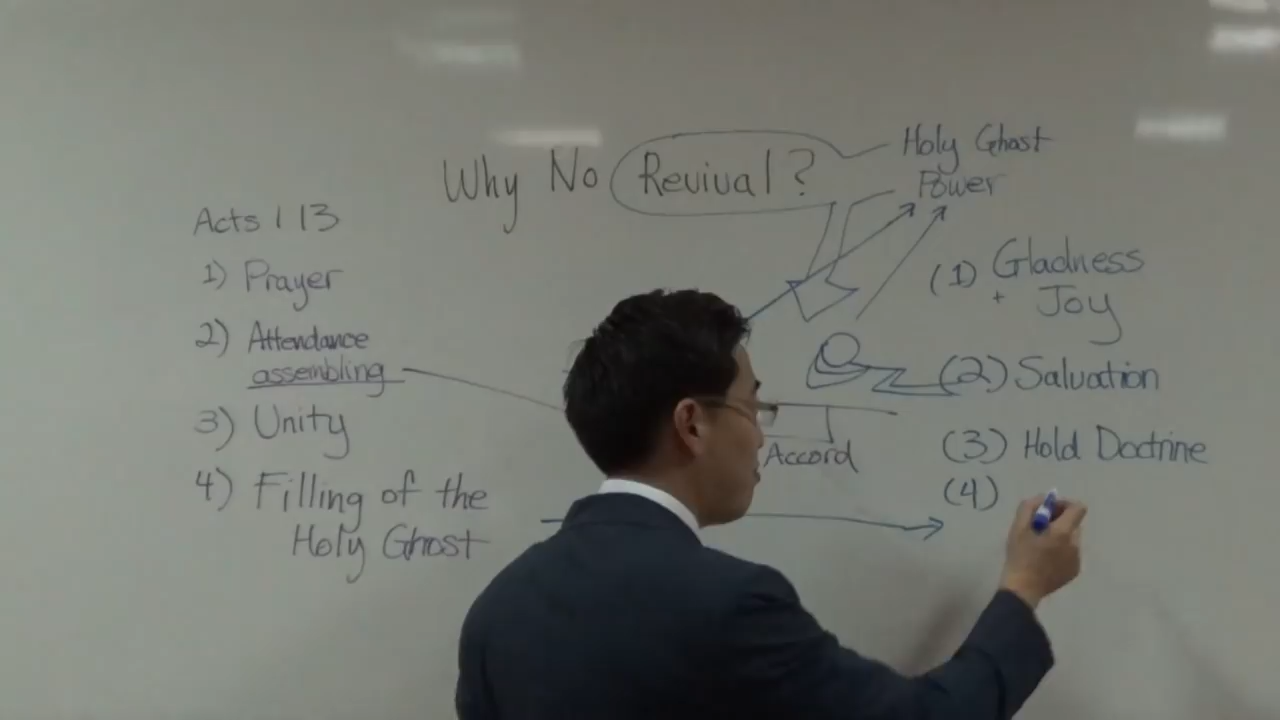 Why No Revival?
Holy Ghost
Power
Acts 1 13
1) Prayer
2) Attendance
assembling
3) Unity
4) Filling of the
Holy Ghost
Accord
(1) Gladness
+ Joy
(2) Salvation
(3) Hold Doctrine
(4)